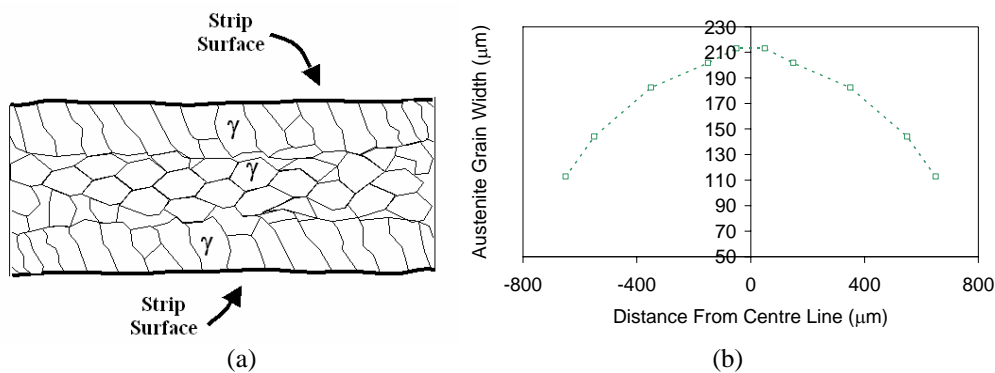 Strip
Surface
γ
γ
γ
Strip
Surface
(a)
Austenite Grain Width (μm)
230
210
190
170
150
130
110
90
70
50
-800
-400
0
400
800
Distance From Centre Line (μm)
(b)